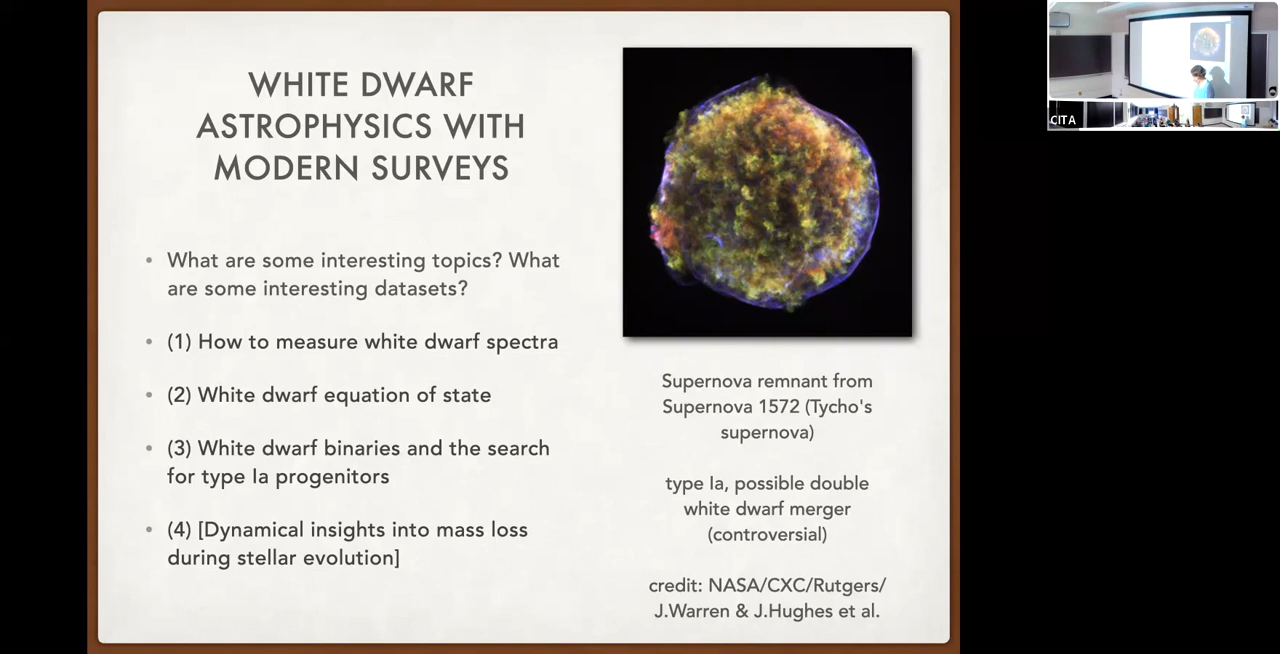 WHITE DWARF
ASTROPHYSICS WITH
MODERN SURVEYS
• What are some interesting topics? What
are some interesting datasets?
• (1) How to measure white dwarf spectra
• (2) White dwarf equation of state
• (3) White dwarf binaries and the search
for type Ia progenitors
• (4) [Dynamical insights into mass loss
during stellar evolution]
Supernova remnant from
Supernova 1572 (Tycho's
supernova)
type Ia, possible double
white dwarf merger
(controversial)
credit: NASA/CXC/Rutgers/
J.Warren & J.Hughes et al.
CITA